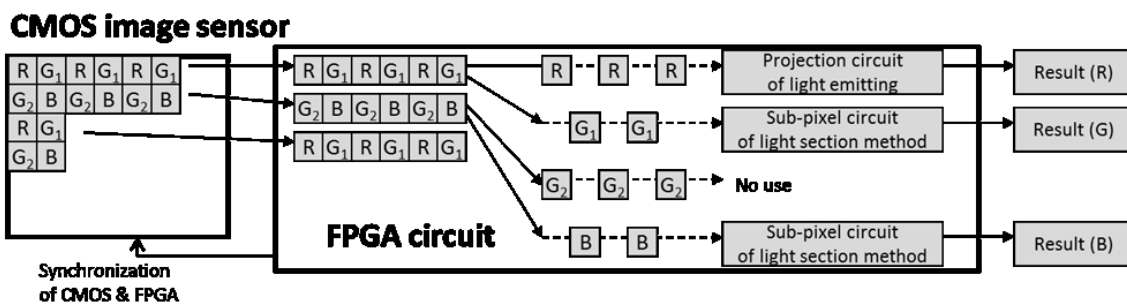 CMOS image sensor
R G₁ R G₁ R G₁
G₂ B G₂ B G₂ B
R G₁
G₂ B
Synchronization
of CMOS & FPGA
R G₁ R G₁ R G₁
G₂ B G₂ B G₂ B
R G₁ R G₁ R G₁
FPGA circuit
R R R
Projection circuit
of light emitting
Result (R)
G₁ G₁
Sub-pixel circuit
of light section method
Result (G)
G₂ G₂ G₂
No use
B B
Sub-pixel circuit
of light section method
Result (B)